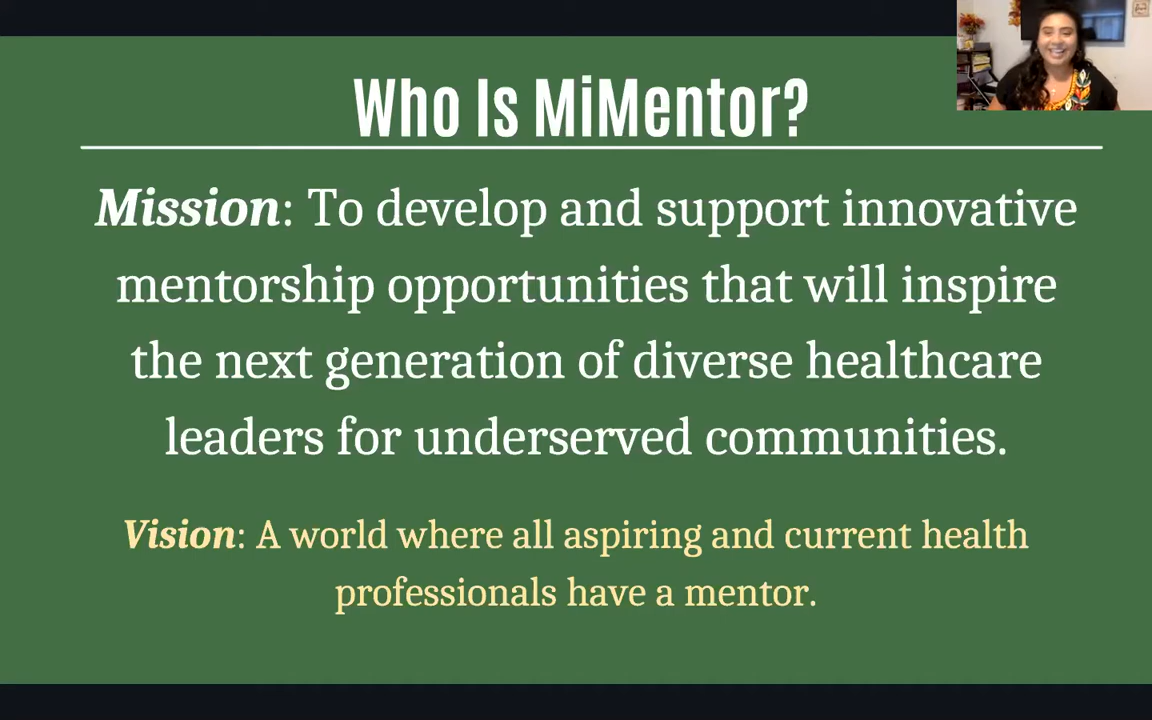 Who Is MiMentor?
Mission: To develop and support innovative
mentorship opportunities that will inspire
the next generation of diverse healthcare
leaders for underserved communities.
Vision: A world where all aspiring and current health
professionals have a mentor.